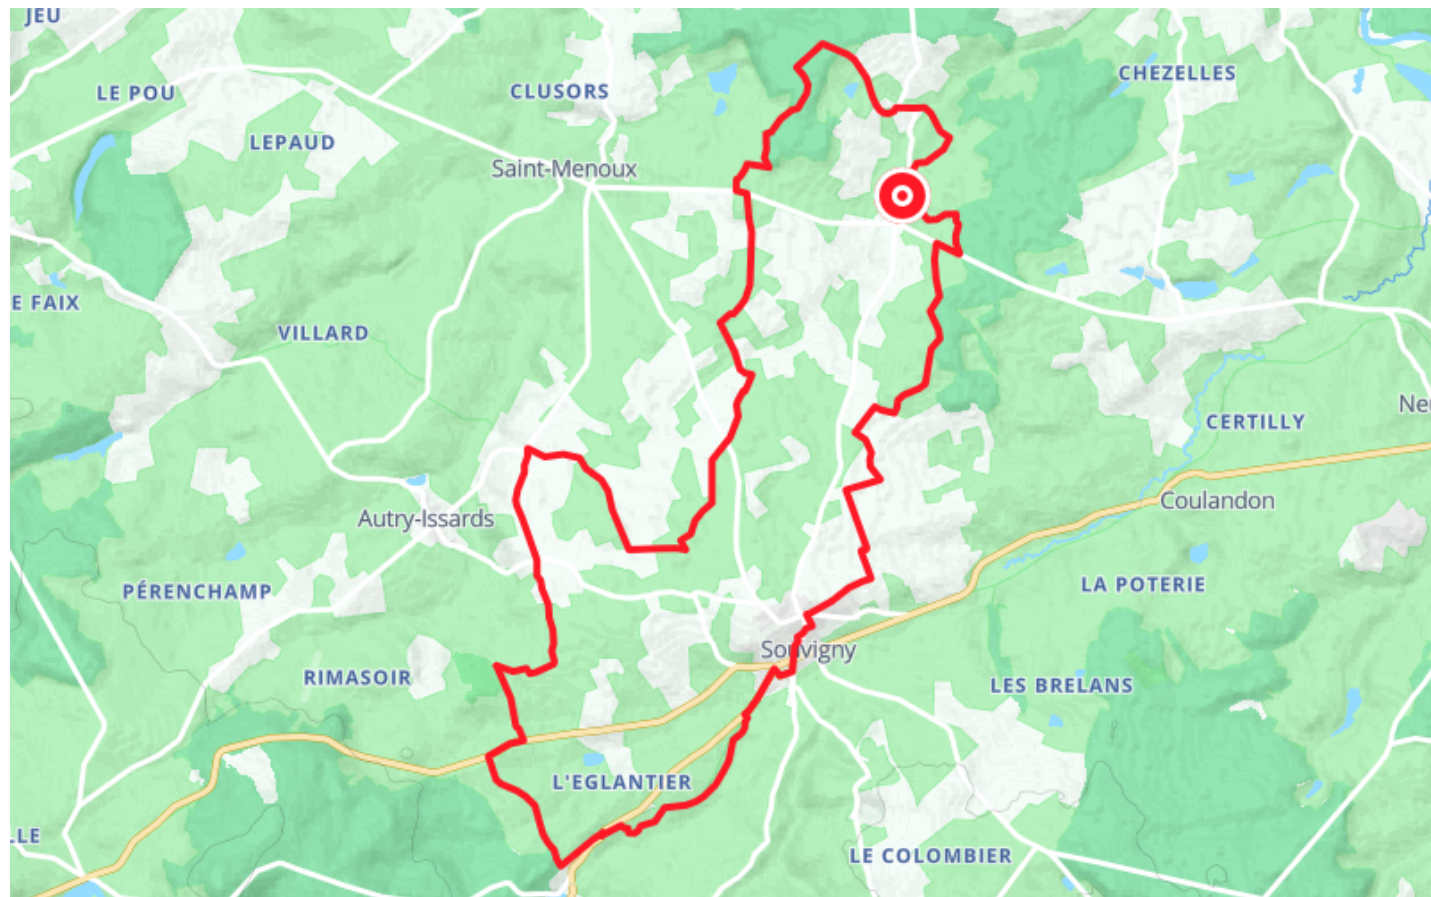 JEU
CHEZELLES
LE POU
CLUSORS
LEPAUD
Saint-Menoux
E FAIX
VILLARD
Neu
CERTILLY
Coulandon
Autry-Issards
PÉRENCHAMP
LA POTERIE
Souvigny
RIMASOIR
LES BRELANS
L'EGLANTIER
LLE
LE COLOMBIER